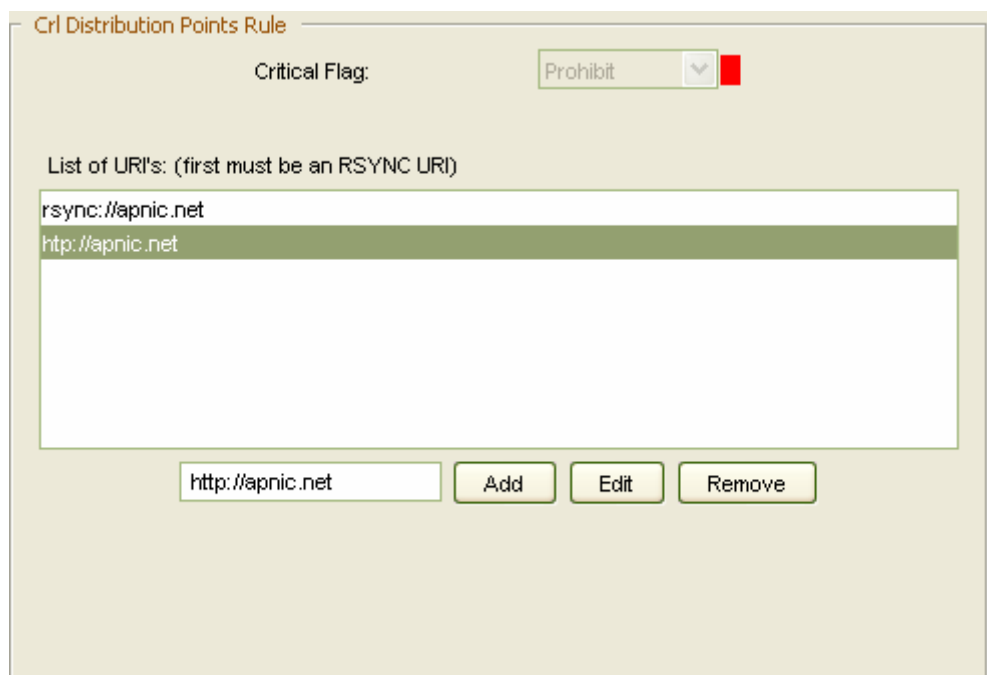 Crl Distribution Points Rule
Critical Flag: Prohibit
List of URI's: (first must be an RSYNC URI)
rsync://apnic.net
htp://apnic.net
http://apnic.net Add Edit Remove